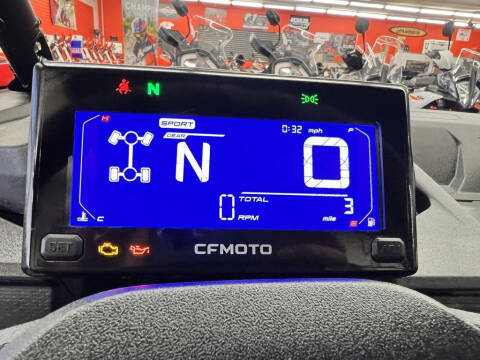 N
SPORT
GEAR
0:32 mph
H
F
N
0
TOTAL
3
0
RPM
mile
C
E
SET
CFMOTO